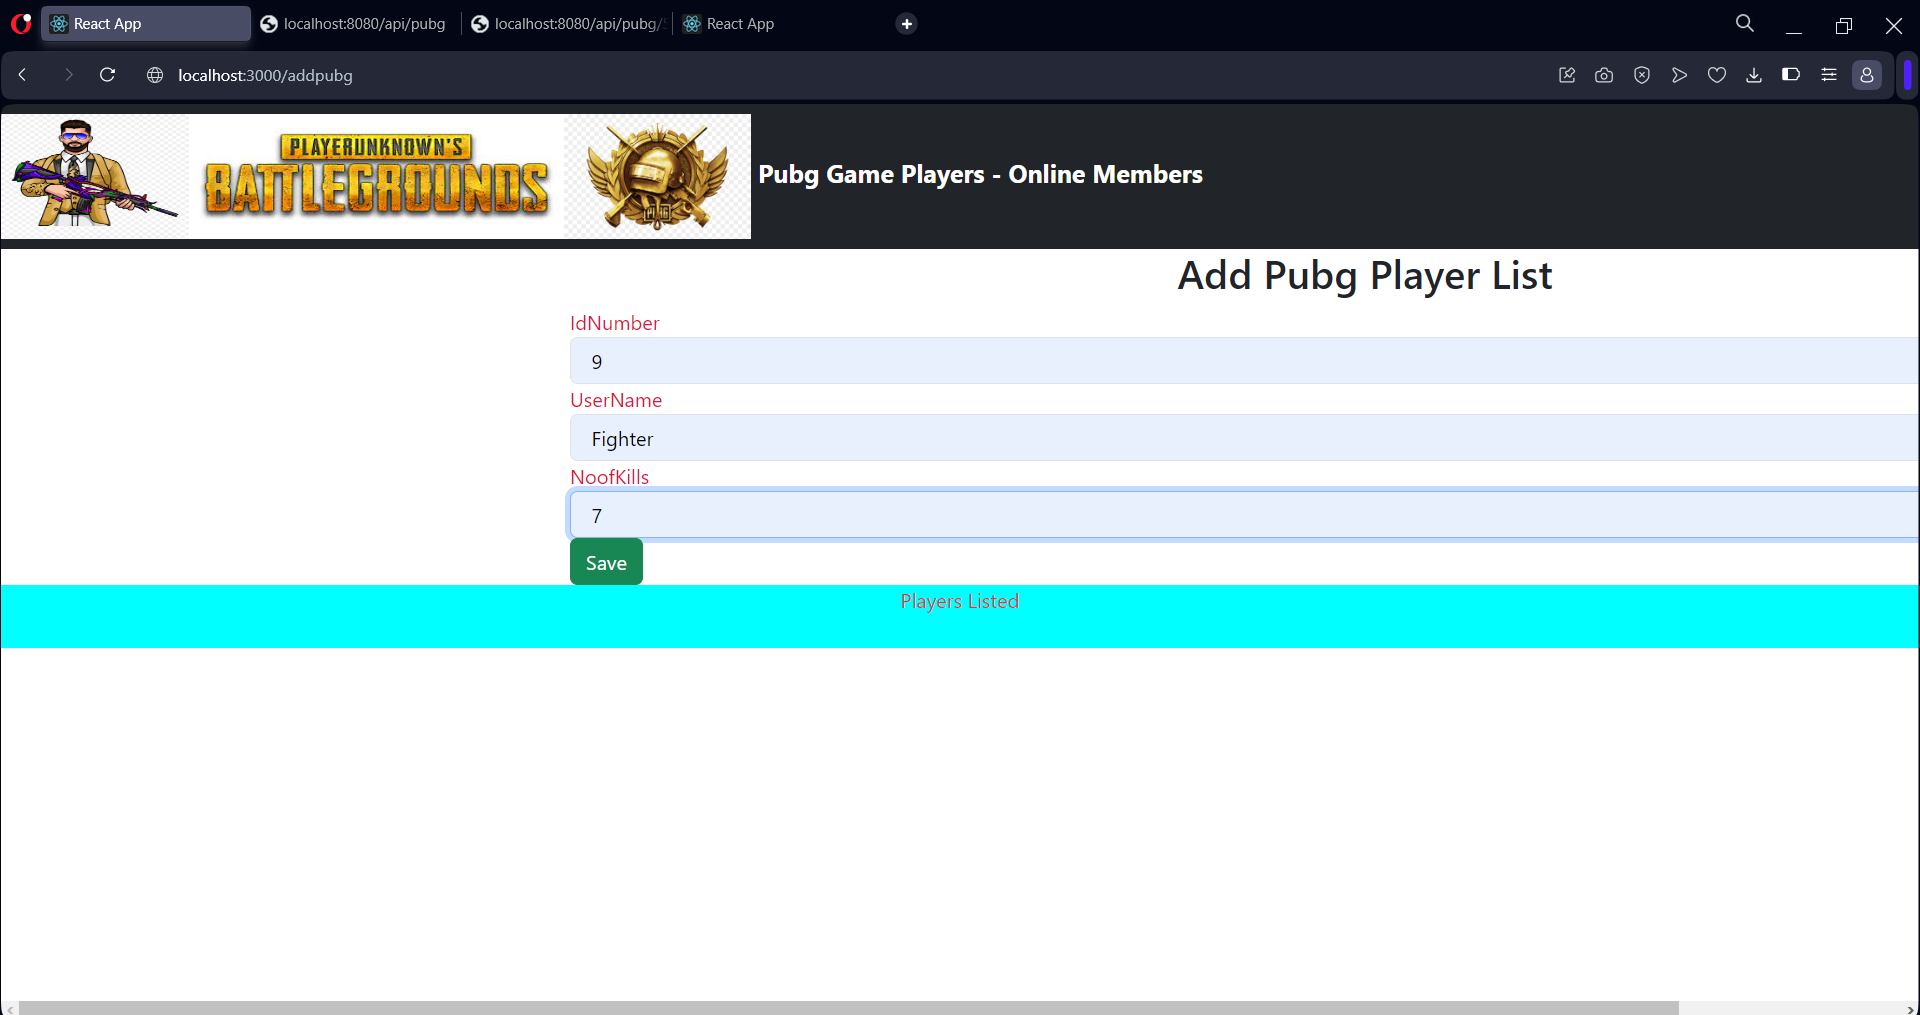 React App
localhost:8080/api/pubg
localhost:8080/api/pubg/
React App
localhost:3000/addpubg
PLAYERUNKNOWN'S
BATTLEGROUNDS
PUBG
Pubg Game Players - Online Members
Add Pubg Player List
IdNumber
9
UserName
Fighter
NoofKills
7
Save
Players Listed